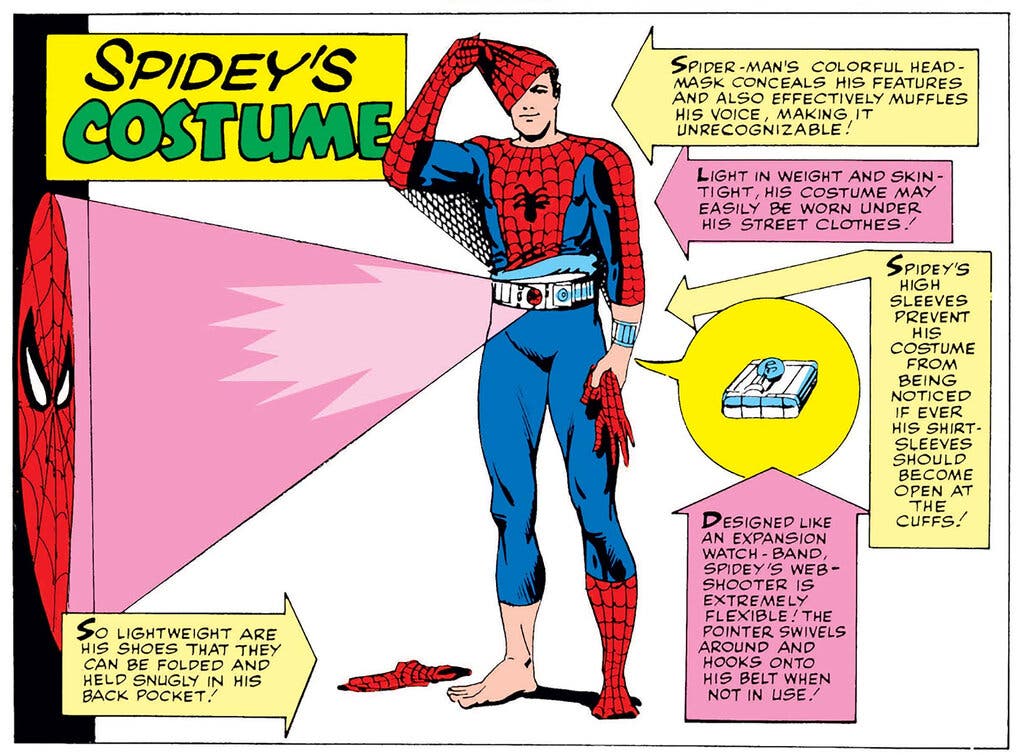 SPIDEY'S
COSTUME
SPIDER-MAN'S COLORFUL HEAD-
MASK CONCEALS HIS FEATURES
AND ALSO EFFECTIVELY MUFFLES
HIS VOICE, MAKING IT
UNRECOGNIZABLE!
LIGHT IN WEIGHT AND SKIN-
TIGHT, HIS COSTUME MAY
EASILY BE WORN UNDER
HIS STREET CLOTHES!
SPIDEY'S
HIGH
SLEEVES
PREVENT
HIS
COSTUME
FROM
BEING
NOTICED
IF EVER
HIS SHIRT-
SLEEVES
SHOULD
BECOME
OPEN AT
THE
CUFFS!
DESIGNED LIKE
AN EXPANSION
WATCH-BAND,
SPIDEY'S WEB-
SHOOTER IS
EXTREMELY
FLEXIBLE! THE
POINTER SWIVELS
AROUND AND
HOOKS ONTO
HIS BELT WHEN
NOT IN USE!
SO LIGHTWEIGHT ARE
HIS SHOES THAT THEY
CAN BE FOLDED AND
HELD SNUGLY IN HIS
BACK POCKET!